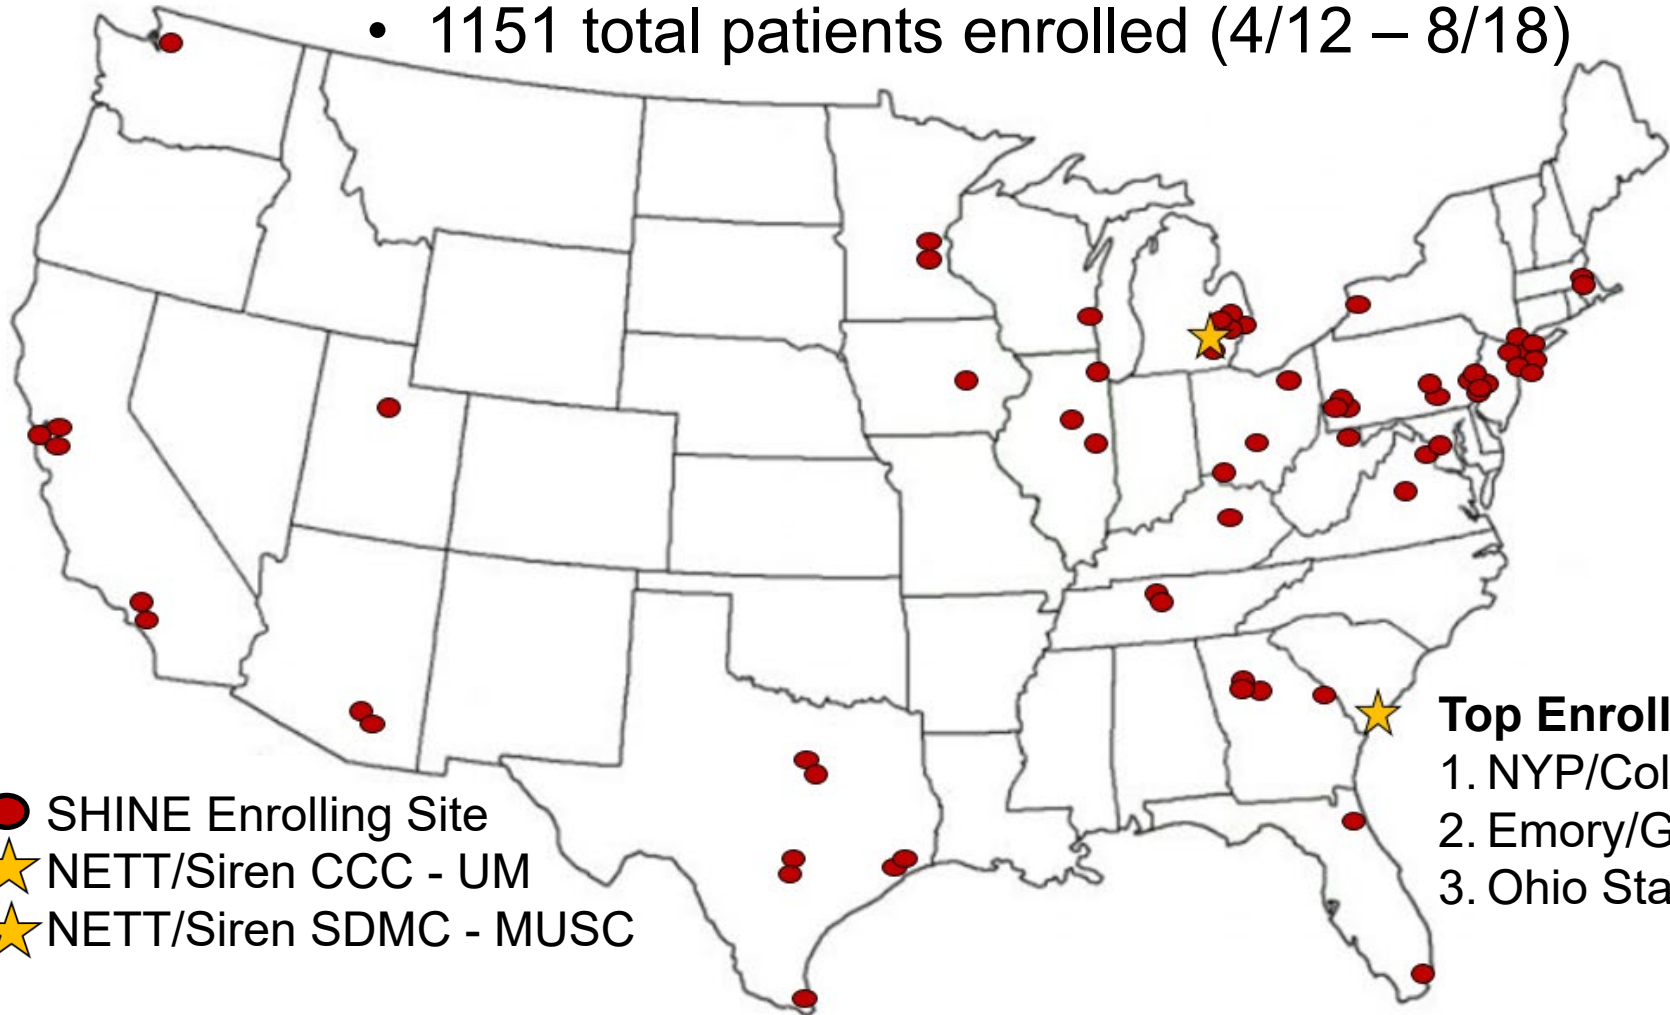 • 1151 total patients enrolled (4/12 – 8/18)
Top Enroll
1. NYP/Col
2. Emory/G
3. Ohio Sta
SHINE Enrolling Site
NETT/Siren CCC - UM
NETT/Siren SDMC - MUSC